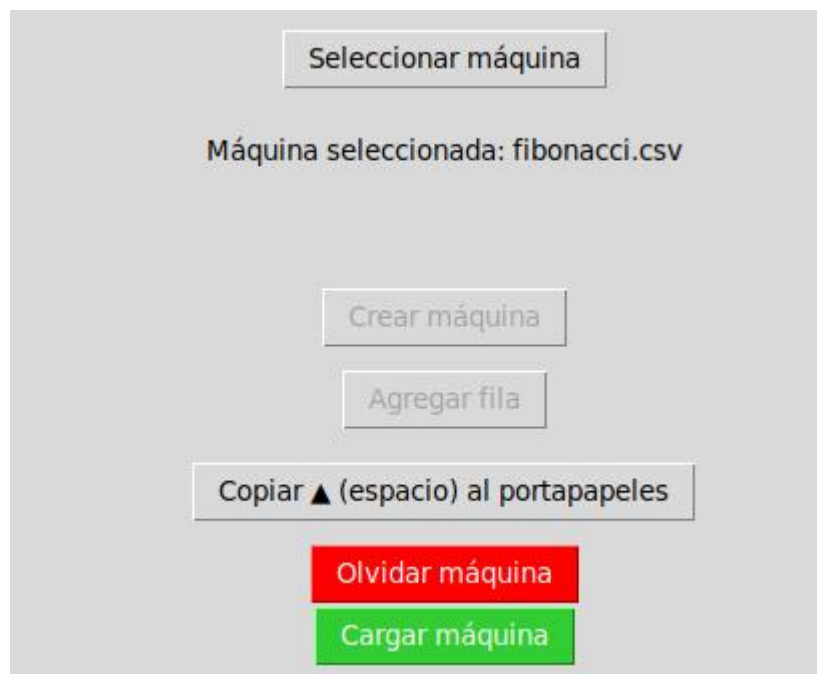 Seleccionar máquina
Máquina seleccionada: fibonacci.csv
Crear máquina
Agregar fila
Copiar ▲ (espacio) al portapapeles
Olvidar máquina
Cargar máquina